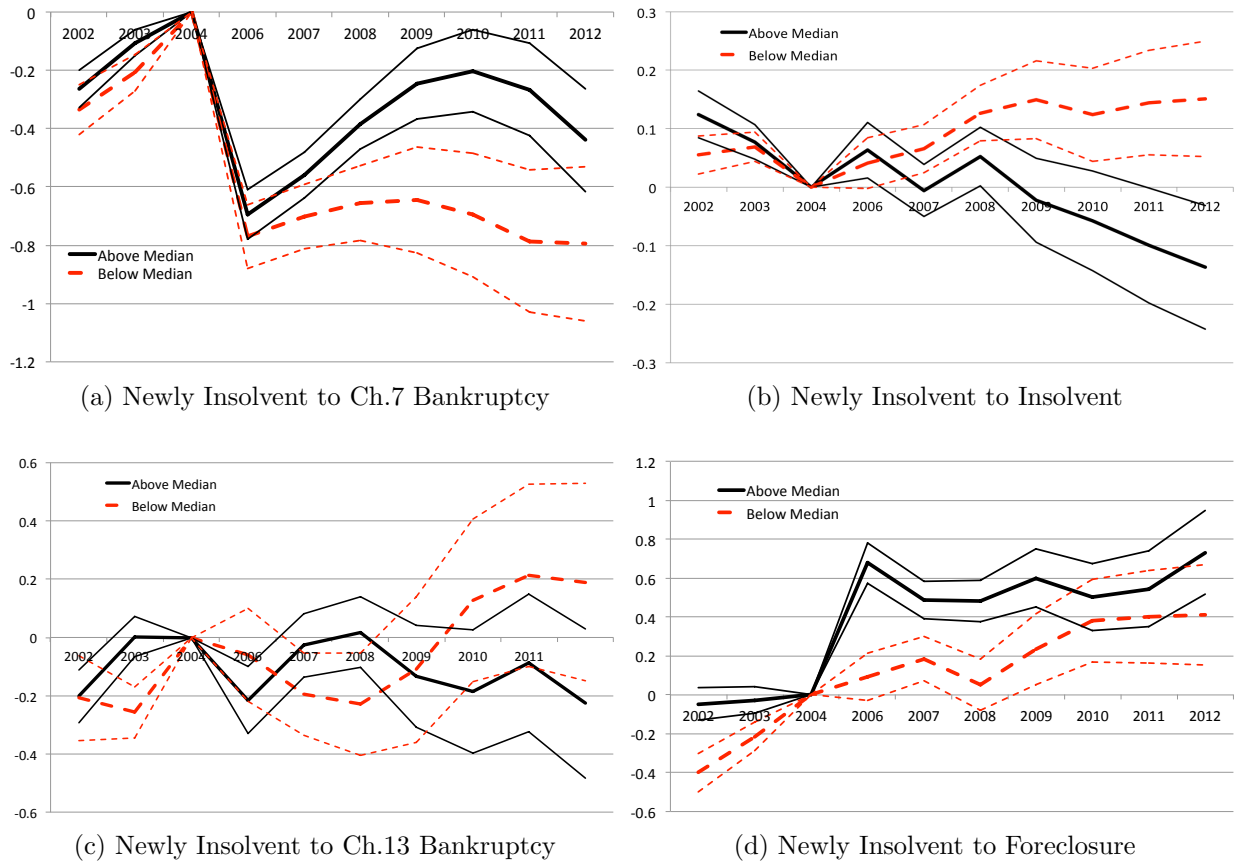 0
2002 2003 2004 2006 2007 2008 2009 2010 2011 2012
-0.2
-0.4
-0.6
-0.8
-1
-1.2
Above Median
Below Median
(a) Newly Insolvent to Ch.7 Bankruptcy
0.3
0.2
0.1
0
-0.1
-0.2
-0.3
Above Median
Below Median
2002 2003 2004 2006 2007 2008 2009 2010 2011 2012
(b) Newly Insolvent to Insolvent
0.6
0.4
0.2
0
-0.2
-0.4
-0.6
Above Median
Below Median
2002 2003 2004 2006 2007 2008 2009 2010 2011
(c) Newly Insolvent to Ch.13 Bankruptcy
1.2
1
0.8
0.6
0.4
0.2
0
-0.2
-0.4
-0.6
Above Median
Below Median
2002 2003 2004 2006 2007 2008 2009 2010 2011 2012
(d) Newly Insolvent to Foreclosure